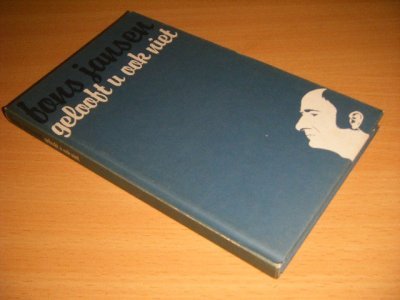 bons jansen
gelooft u ook niet